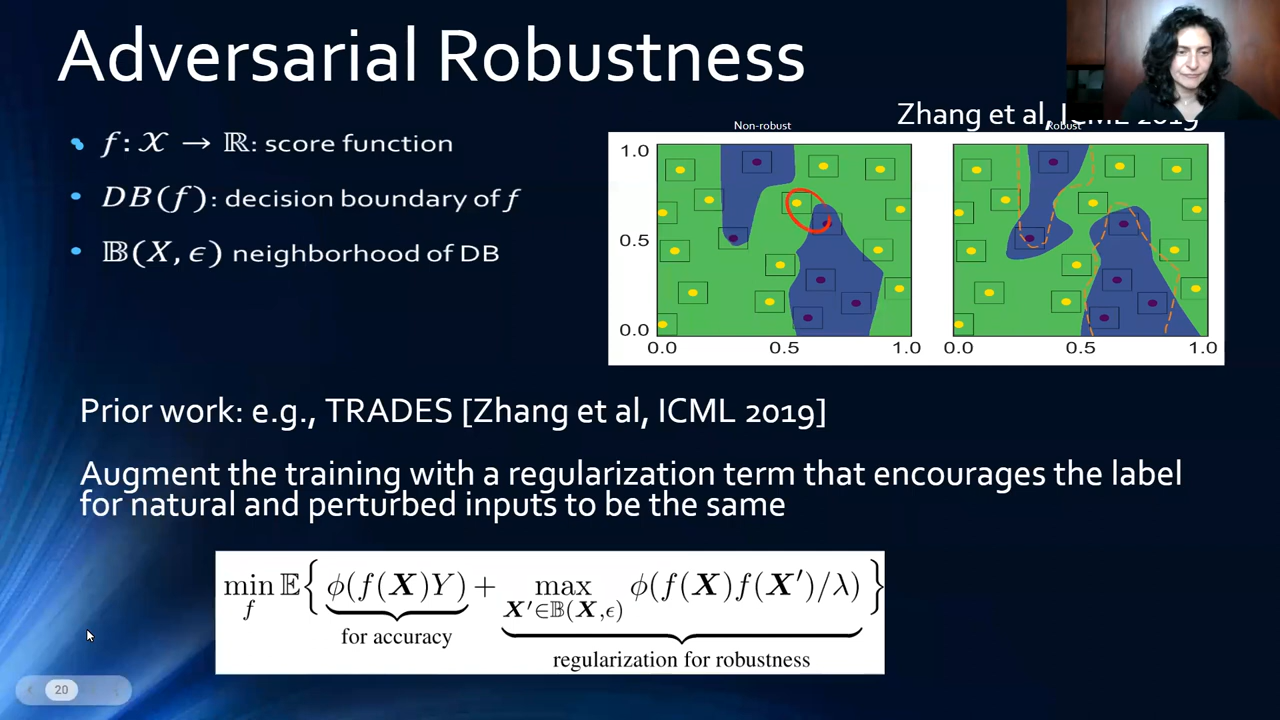 Adversarial Robustness
Zhang et al, ICML 2019
f: 𝒳 → ℝ: score function
DB(f): decision boundary of f
𝔹(X, ϵ) neighborhood of DB
Non-robust
Robust
1.0
0.5
0.0
0.0 0.5 1.0
0.0 0.5 1.0
Prior work: e.g., TRADES [Zhang et al, ICML 2019]
Augment the training with a regularization term that encourages the label
for natural and perturbed inputs to be the same
min_f 𝔼{ ϕ(f(X)Y) + max_{X′∈𝔹(X,ϵ)} ϕ(f(X)f(X′)/λ) }
for accuracy
regularization for robustness
20